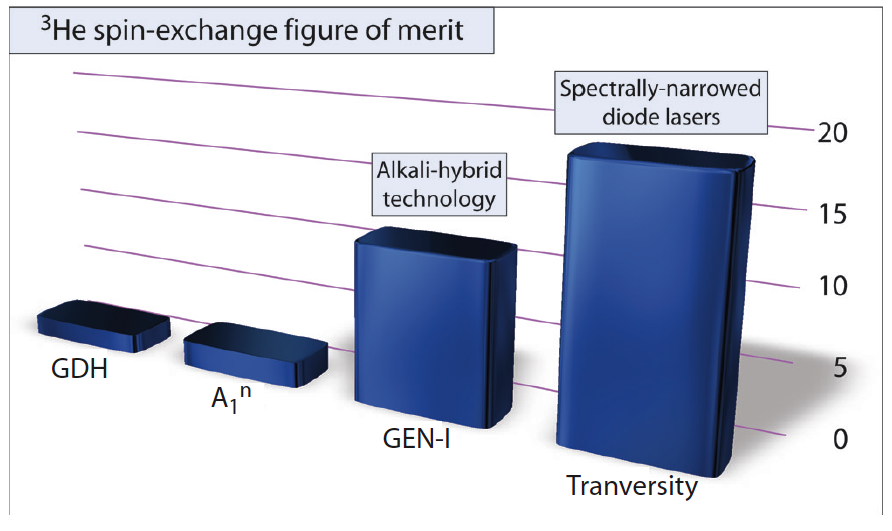 ³He spin-exchange figure of merit
Spectrally-narrowed
diode lasers
Alkali-hybrid
technology
20
15
10
5
0
GDH
A₁ⁿ
GEN-I
Tranversity